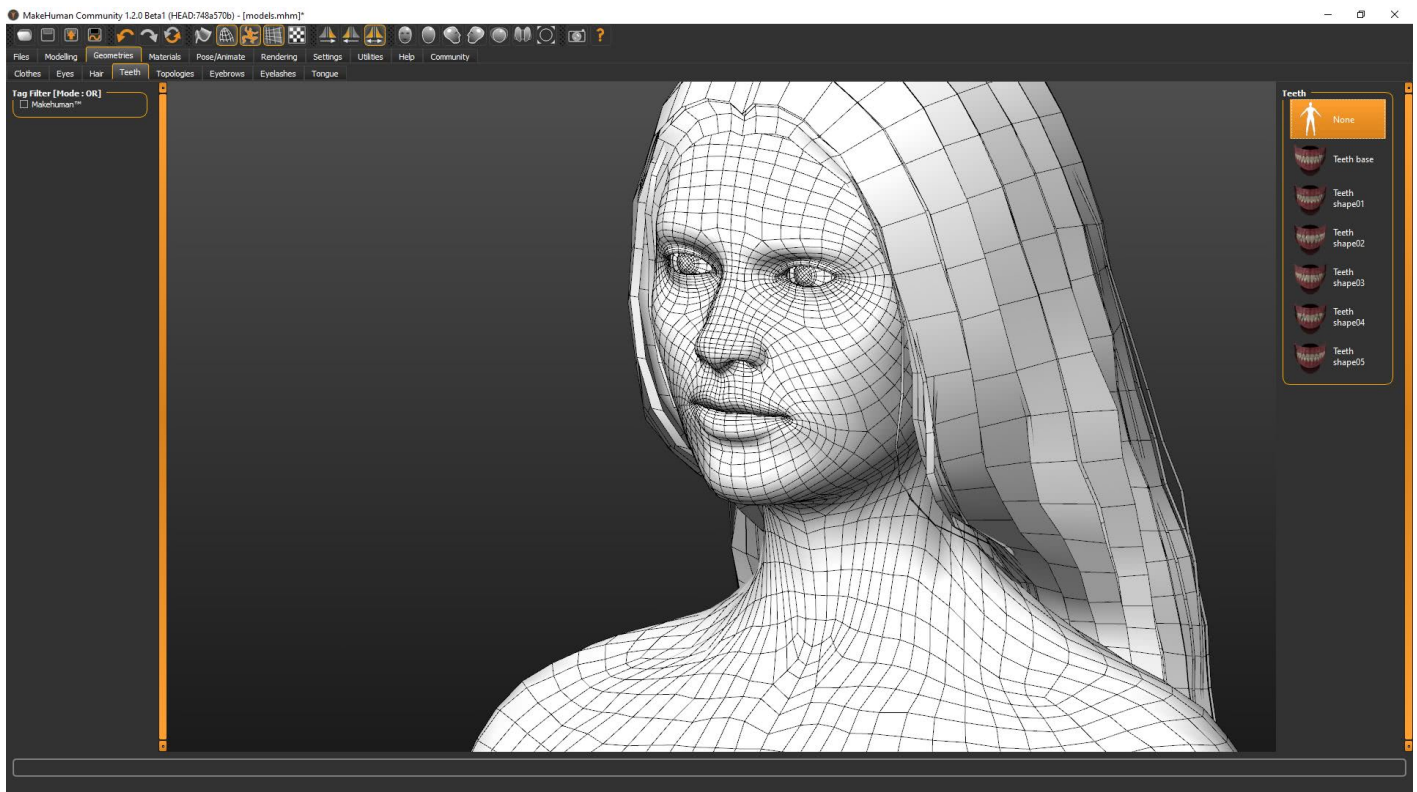 MakeHuman Community 1.2.0 Beta1 (HEAD:748a570b) - [models.mhm]*
?
Files Modelling Geometries Materials Pose/Animate Rendering Settings Utilities Help Community
Clothes Eyes Hair Teeth Topologies Eyebrows Eyelashes Tongue
Tag Filter [Mode : OR]
Makehuman™
Teeth
None
Teeth base
Teeth
shape01
Teeth
shape02
Teeth
shape03
Teeth
shape04
Teeth
shape05